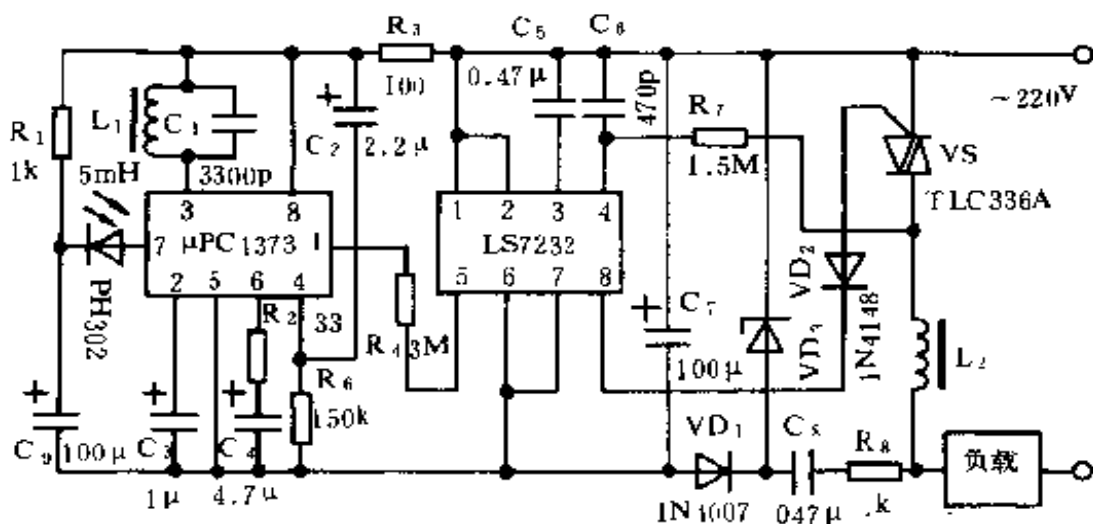 R₃
C₅
C₆
100
0.47μ
470p
~220V
R₁
1k
L₁
C₁
C₂
2.2μ
R₇
1.5M
VS
TLC336A
5mH
3300p
3
8
7
μPC1373
1
2
5
6
4
1
2
3
4
LS7232
5
6
7
8
PH302
R₂
33
R₄
3M
C₇
100μ
VD₂
1N4148
VD₃
L₂
R₆
150k
C₉
100μ
C₃
1μ
C₄
4.7μ
VD₁
1N4007
C₈
047μ
R₈
k
负载